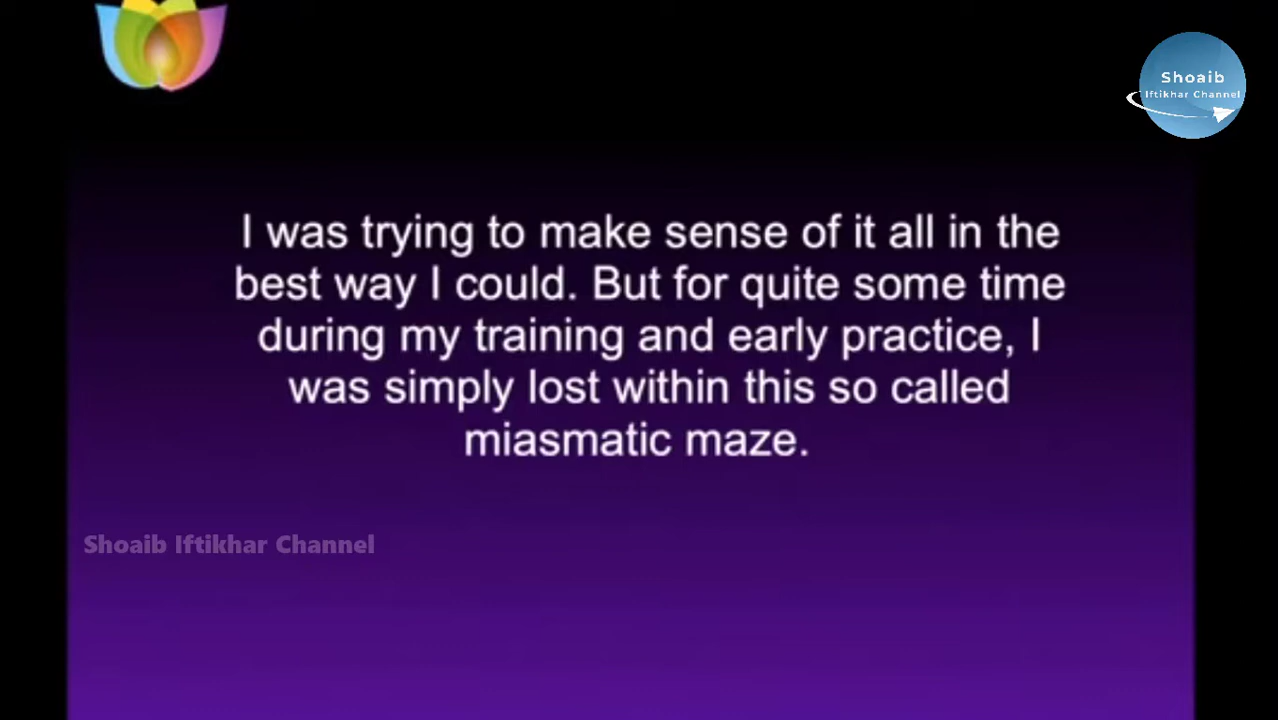 Shoaib
Iftikhar Channel
I was trying to make sense of it all in the
best way I could. But for quite some time
during my training and early practice, I
was simply lost within this so called
miasmatic maze.
Shoaib Iftikhar Channel